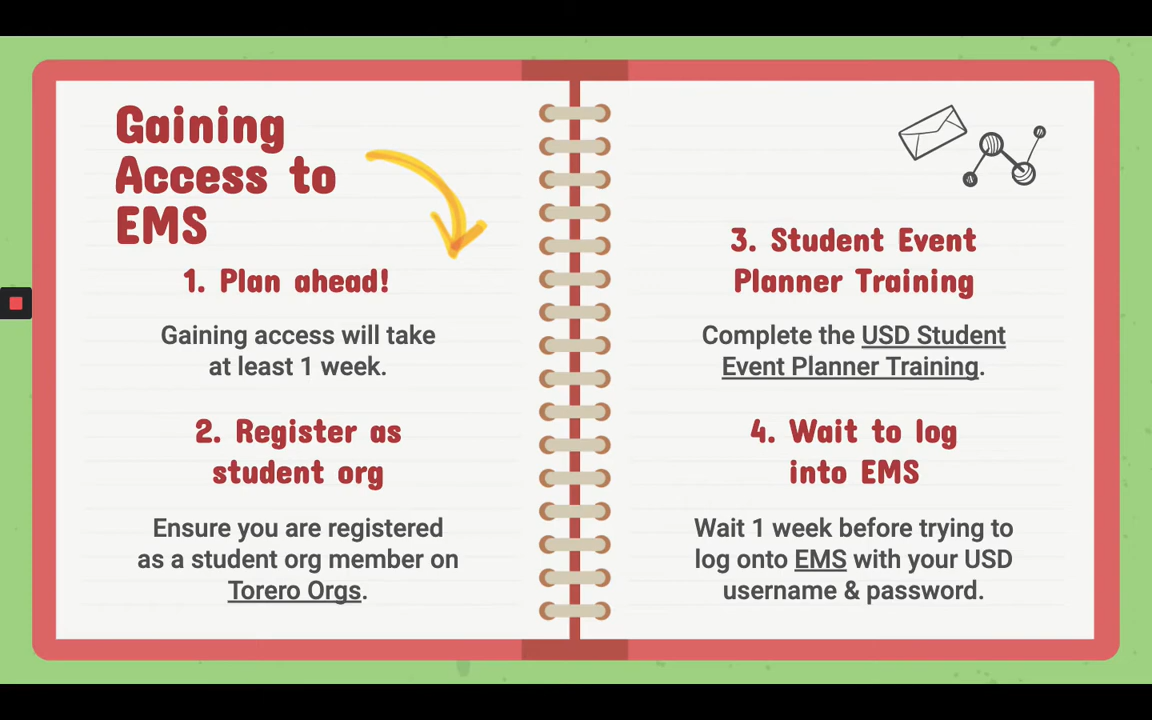 Gaining
Access to
EMS
1. Plan ahead!
Gaining access will take
at least 1 week.
2. Register as
student org
Ensure you are registered
as a student org member on
Torero Orgs.
3. Student Event
Planner Training
Complete the USD Student
Event Planner Training.
4. Wait to log
into EMS
Wait 1 week before trying to
log onto EMS with your USD
username & password.